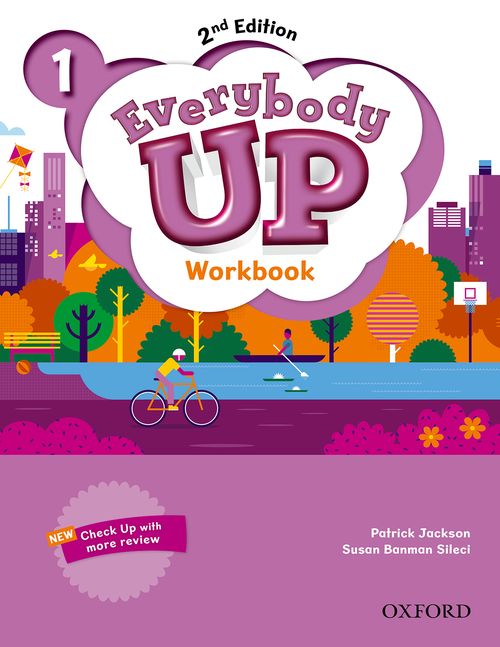 1
2nd Edition
Everybody
UP
Workbook
NEW
Check Up with
more review
Patrick Jackson
Susan Banman Sileci
OXFORD